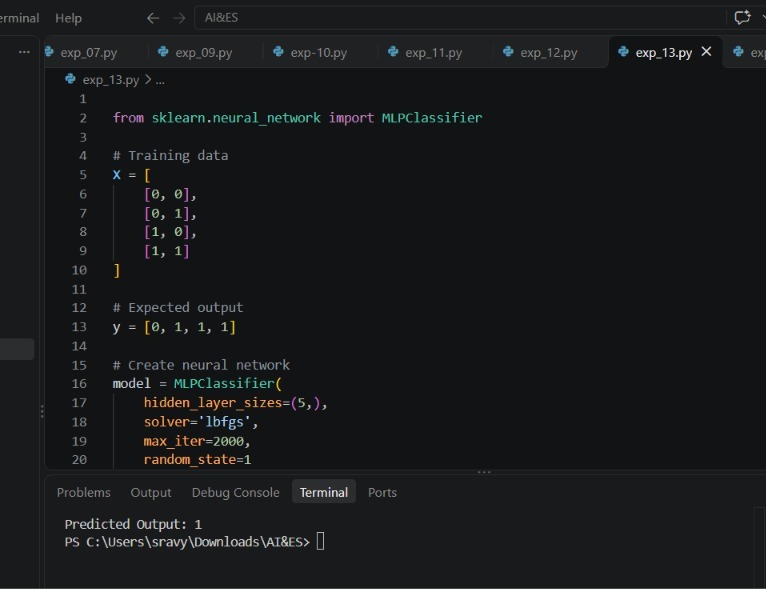 erminal Help AI&ES
exp_07.py exp_09.py exp-10.py exp_11.py exp_12.py exp_13.py exp
exp_13.py > ...
1
2 from sklearn.neural_network import MLPClassifier
3
4 # Training data
5 X = [
6 [0, 0],
7 [0, 1],
8 [1, 0],
9 [1, 1]
10 ]
11
12 # Expected output
13 y = [0, 1, 1, 1]
14
15 # Create neural network
16 model = MLPClassifier(
17 hidden_layer_sizes=(5,),
18 solver='lbfgs',
19 max_iter=2000,
20 random_state=1
Problems Output Debug Console Terminal Ports
Predicted Output: 1
PS C:\Users\sravy\Downloads\AI&ES>